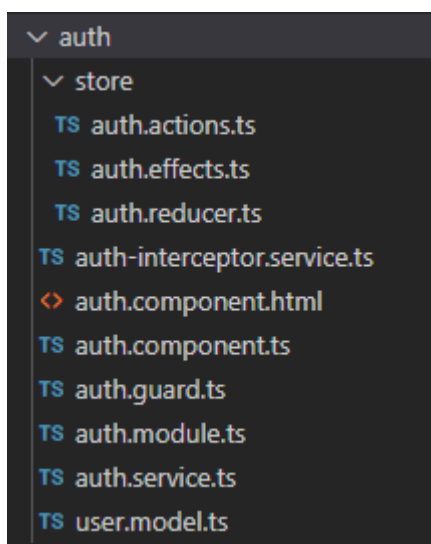 auth
store
TS auth.actions.ts
TS auth.effects.ts
TS auth.reducer.ts
TS auth-interceptor.service.ts
<> auth.component.html
TS auth.component.ts
TS auth.guard.ts
TS auth.module.ts
TS auth.service.ts
TS user.model.ts